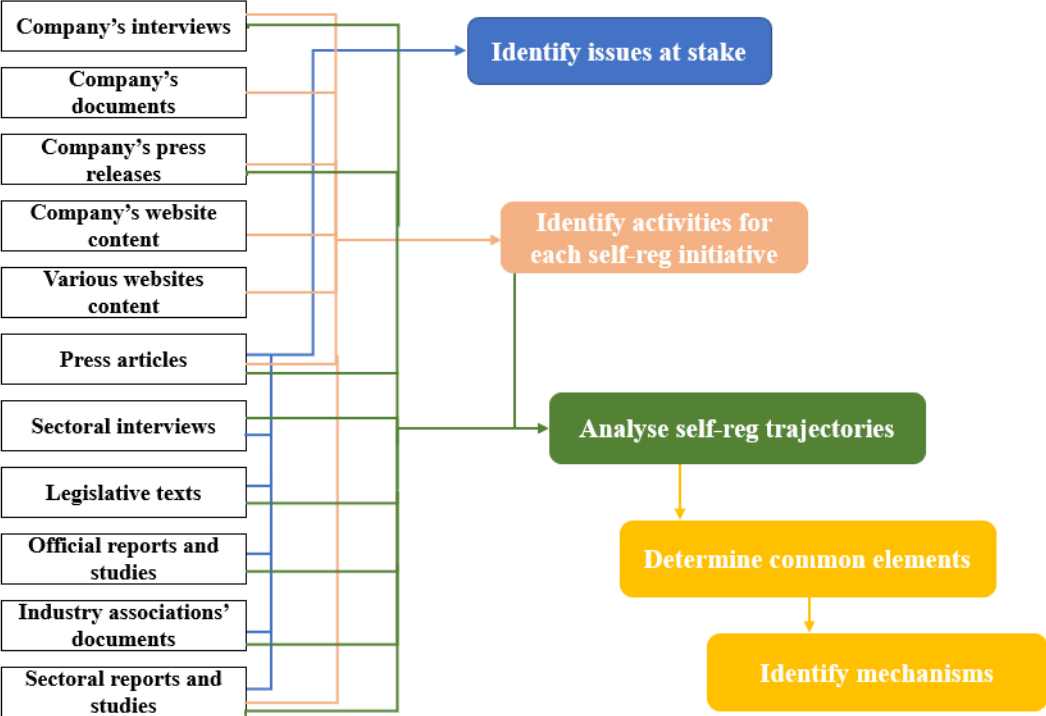 Company’s interviews
Company’s
documents
Company’s press
releases
Company’s website
content
Various websites
content
Press articles
Sectoral interviews
Legislative texts
Official reports and
studies
Industry associations’
documents
Sectoral reports and
studies
Identify issues at stake
Identify activities for
each self-reg initiative
Analyse self-reg trajectories
Determine common elements
Identify mechanisms